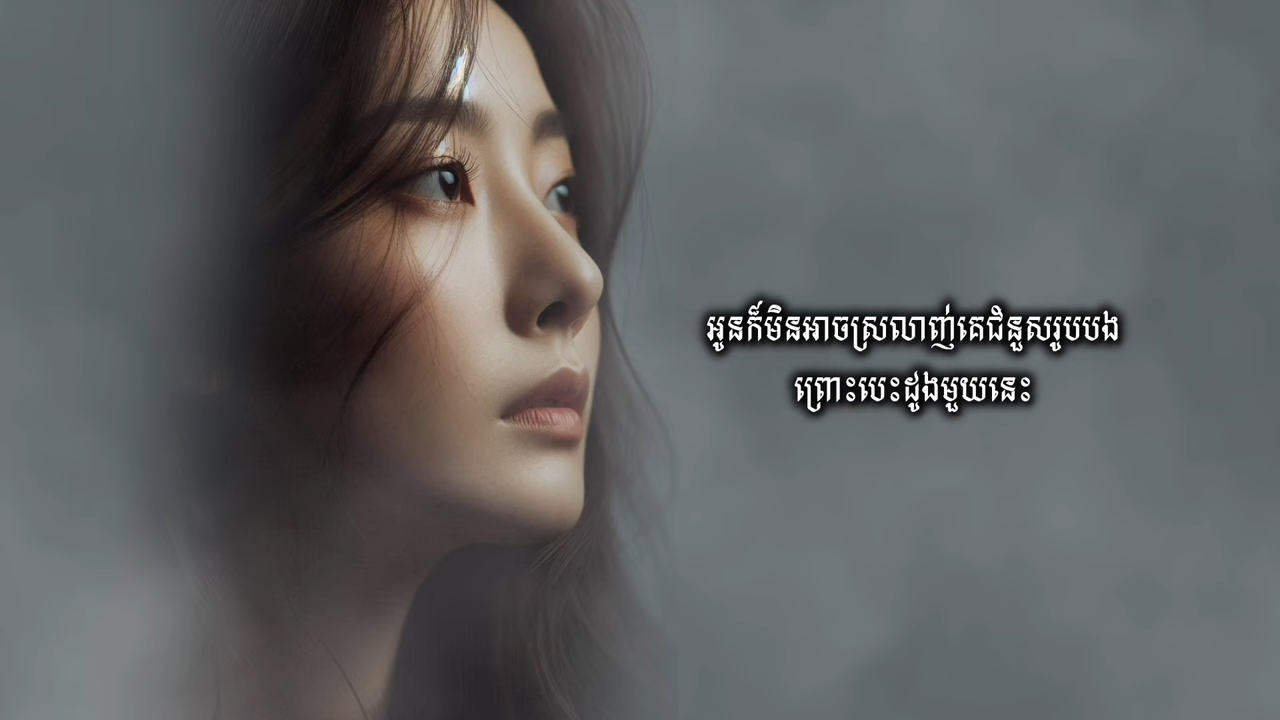 អូនក៏មិនអាចស្រលាញ់គេជំនួសរូបបង
ព្រោះបេះដូងមួយនេះ